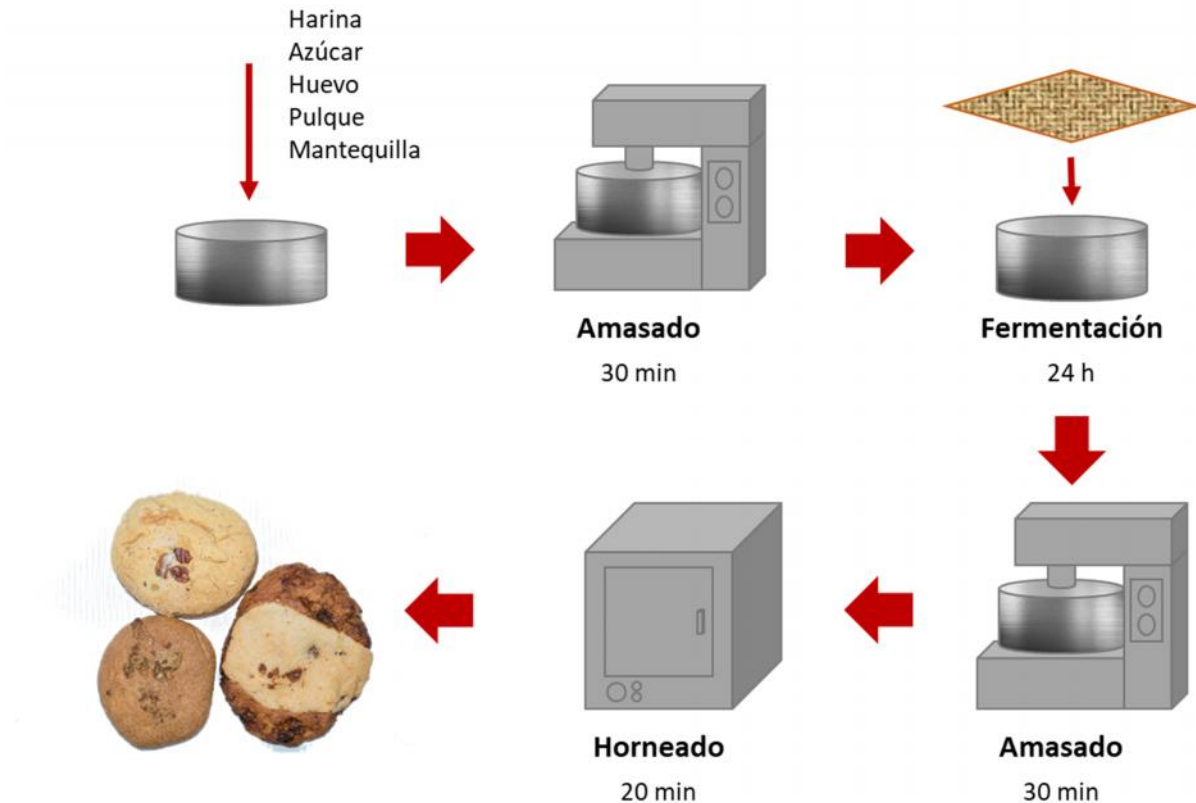 Harina
Azúcar
Huevo
Pulque
Mantequilla
Amasado
30 min
Fermentación
24 h
Amasado
30 min
Horneado
20 min